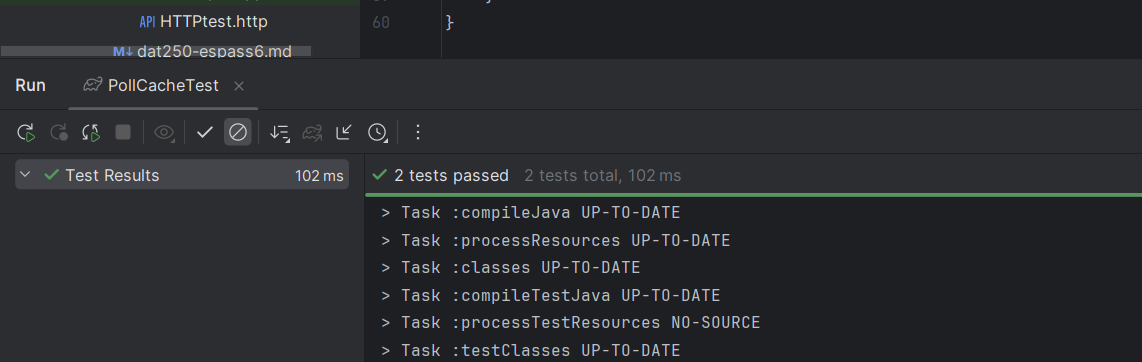 API HTTPtest.http
M↓ dat250-espass6.md
60 }
Run PollCacheTest
Test Results 102 ms
2 tests passed 2 tests total, 102 ms
> Task :compileJava UP-TO-DATE
> Task :processResources UP-TO-DATE
> Task :classes UP-TO-DATE
> Task :compileTestJava UP-TO-DATE
> Task :processTestResources NO-SOURCE
> Task :testClasses UP-TO-DATE